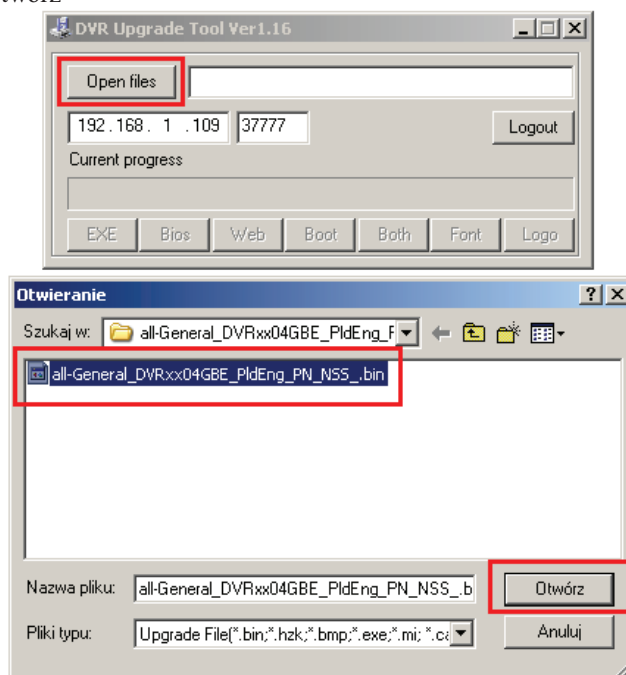 DVR Upgrade Tool Ver1.16
Open files
192.168. 1 .109 37777 Logout
Current progress
EXE Bios Web Boot Both Font Logo
Otwieranie
Szukaj w: all-General_DVRxx04GBE_PldEng_F
all-General_DVRxx04GBE_PldEng_PN_NSS_.bin
Nazwa pliku: all-General_DVRxx04GBE_PldEng_PN_NSS_.b Otwórz
Pliki typu: Upgrade File(*.bin;*.hzk;*.bmp;*.exe;*.mi; *.ca Anuluj